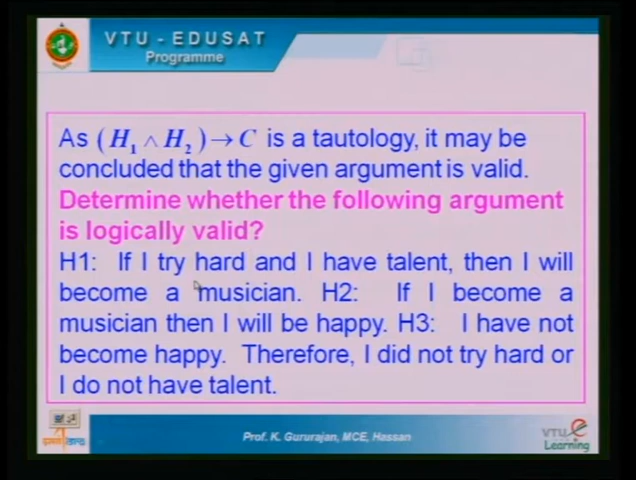 VTU - EDUSAT
Programme
As (H₁ ∧ H₂) → C is a tautology, it may be
concluded that the given argument is valid.
Determine whether the following argument
is logically valid?
H1: If I try hard and I have talent, then I will
become a musician. H2: If I become a
musician then I will be happy. H3: I have not
become happy. Therefore, I did not try hard or
I do not have talent.
Prof. K. Gururajan, MCE, Hassan
VTU e
Learning